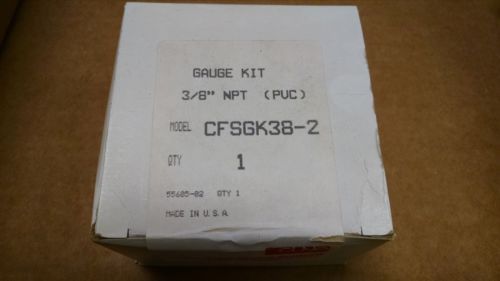 GAUGE KIT
3/8" NPT (PVC)
MODEL CFSGK38-2
QTY 1
55605-02 QTY 1
MADE IN U.S.A.